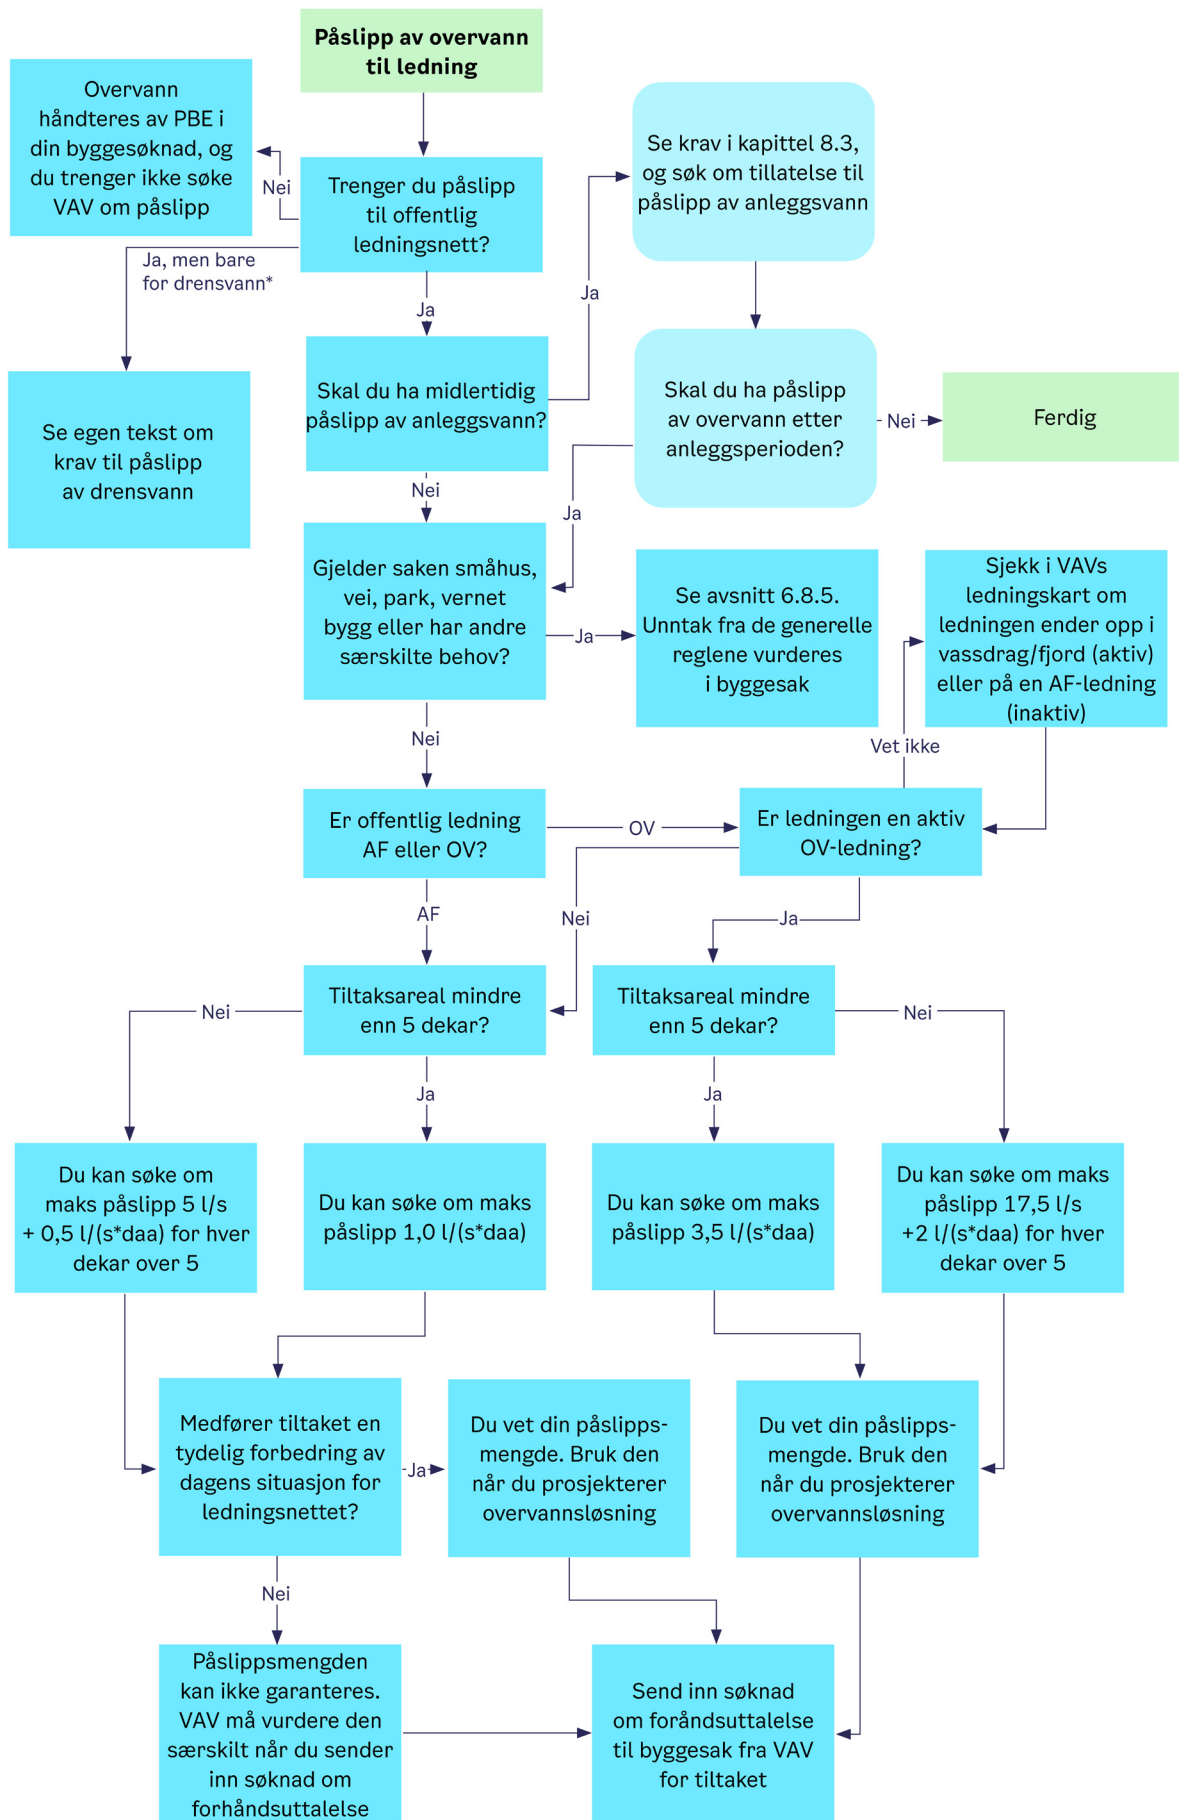 Påslipp av overvann
til ledning
Overvann
håndteres av PBE i
din byggesøknad, og
du trenger ikke søke
VAV om påslipp
Nei
Trenger du påslipp
til offentlig
ledningsnett?
Se krav i kapittel 8.3,
og søk om tillatelse til
påslipp av anleggsvann
Ja, men bare
for drensvann*
Ja
Ja
Se egen tekst om
krav til påslipp
av drensvann
Skal du ha midlertidig
påslipp av anleggsvann?
Skal du ha påslipp
av overvann etter
anleggsperioden?
Nei
Ferdig
Nei
Ja
Gjelder saken småhus,
vei, park, vernet
bygg eller har andre
særskilte behov?
Ja
Se avsnitt 6.8.5.
Unntak fra de generelle
reglene vurderes
i byggesak
Sjekk i VAVs
ledningskart om
ledningen ender opp i
vassdrag/fjord (aktiv)
eller på en AF-ledning
(inaktiv)
Nei
Vet ikke
Er offentlig ledning
AF eller OV?
OV
Er ledningen en aktiv
OV-ledning?
AF
Nei
Ja
Nei
Tiltaksareal mindre
enn 5 dekar?
Tiltaksareal mindre
enn 5 dekar?
Nei
Ja
Ja
Du kan søke om
maks påslipp 5 l/s
+ 0,5 l/(s*daa) for hver
dekar over 5
Du kan søke om maks
påslipp 1,0 l/(s*daa)
Du kan søke om maks
påslipp 3,5 l/(s*daa)
Du kan søke om maks
påslipp 17,5 l/s
+2 l/(s*daa) for hver
dekar over 5
Medfører tiltaket en
tydelig forbedring av
dagens situasjon for
ledningsnettet?
Ja
Du vet din påslipps-
mengde. Bruk den
når du prosjekterer
overvannsløsning
Du vet din påslipps-
mengde. Bruk den
når du prosjekterer
overvannsløsning
Nei
Påslippsmengden
kan ikke garanteres.
VAV må vurdere den
særskilt når du sender
inn søknad om
forhåndsuttalelse
Send inn søknad
om foråndsuttalelse
til byggesak fra VAV
for tiltaket